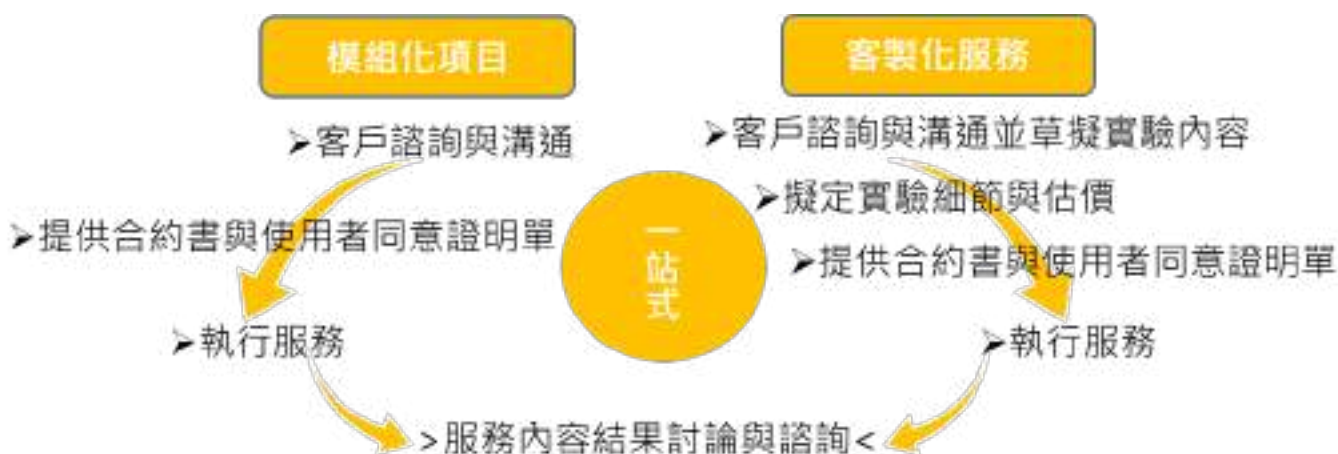 模組化項目
➤客戶諮詢與溝通
➤提供合約書與使用者同意證明單
➤執行服務
一站式
客製化服務
➤客戶諮詢與溝通並草擬實驗內容
➤擬定實驗細節與估價
➤提供合約書與使用者同意證明單
➤執行服務
>服務內容結果討論與諮詢<